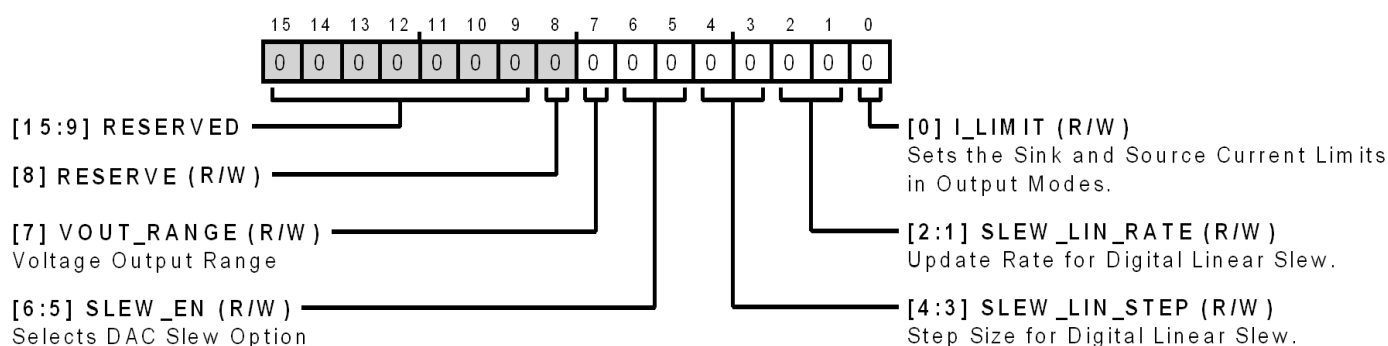 15 14 13 12 11 10 9 8 7 6 5 4 3 2 1 0
0 0 0 0 0 0 0 0 0 0 0 0 0 0 0 0
[15:9] RESERVED
[8] RESERVE (R/W)
[7] VOUT_RANGE (R/W)
Voltage Output Range
[6:5] SLEW_EN (R/W)
Selects DAC Slew Option
[0] I_LIMIT (R/W)
Sets the Sink and Source Current Limits
in Output Modes.
[2:1] SLEW_LIN_RATE (R/W)
Update Rate for Digital Linear Slew.
[4:3] SLEW_LIN_STEP (R/W)
Step Size for Digital Linear Slew.